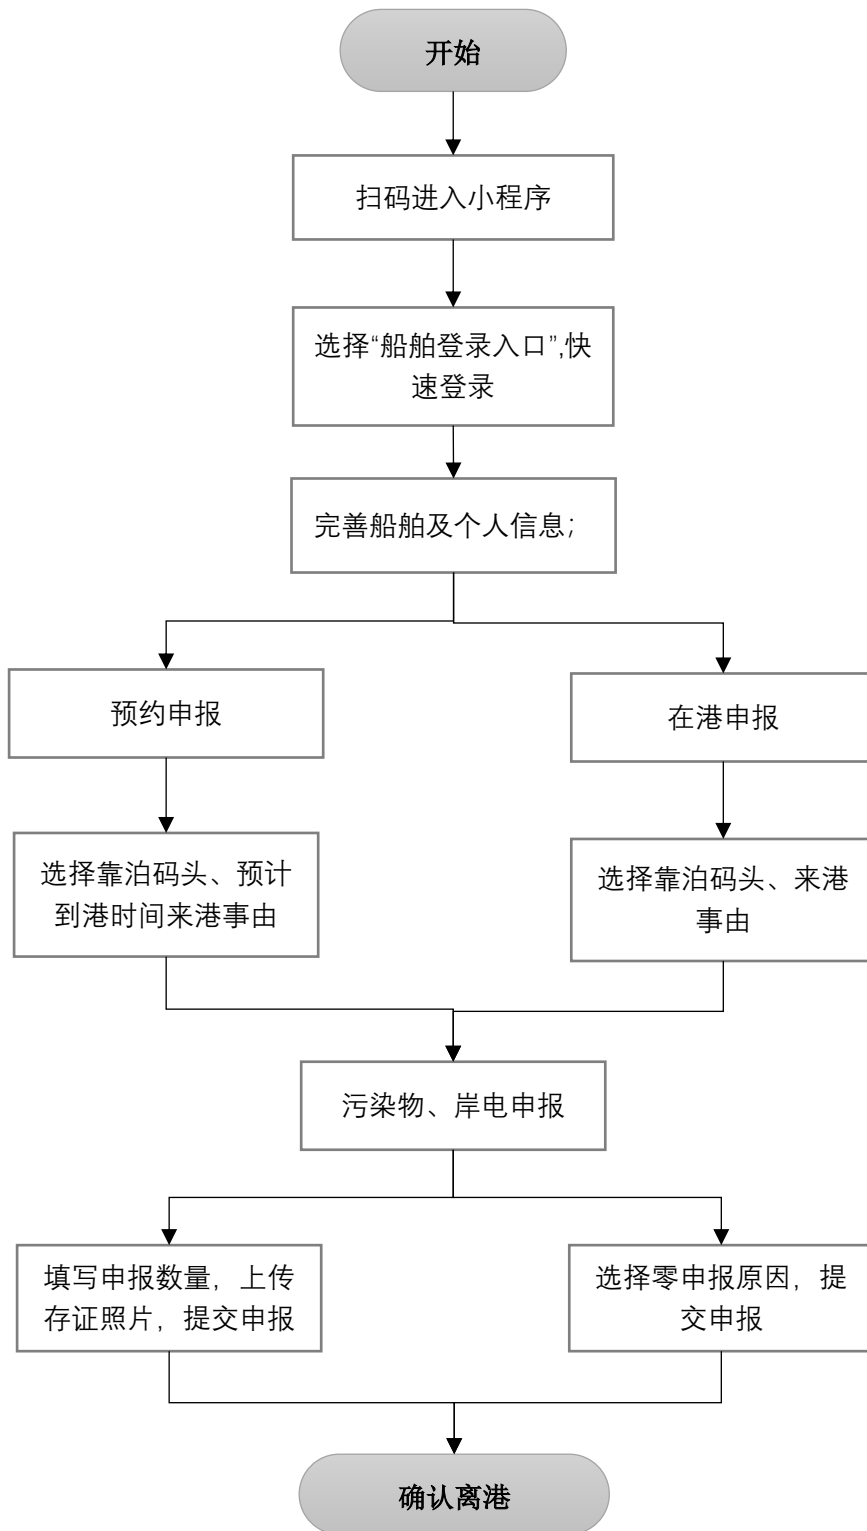 开始
扫码进入小程序
选择“船舶登录入口”,快
速登录
完善船舶及个人信息；
预约申报
在港申报
选择靠泊码头、预计
到港时间来港事由
选择靠泊码头、来港
事由
污染物、岸电申报
填写申报数量，上传
存证照片，提交申报
选择零申报原因，提
交申报
确认离港